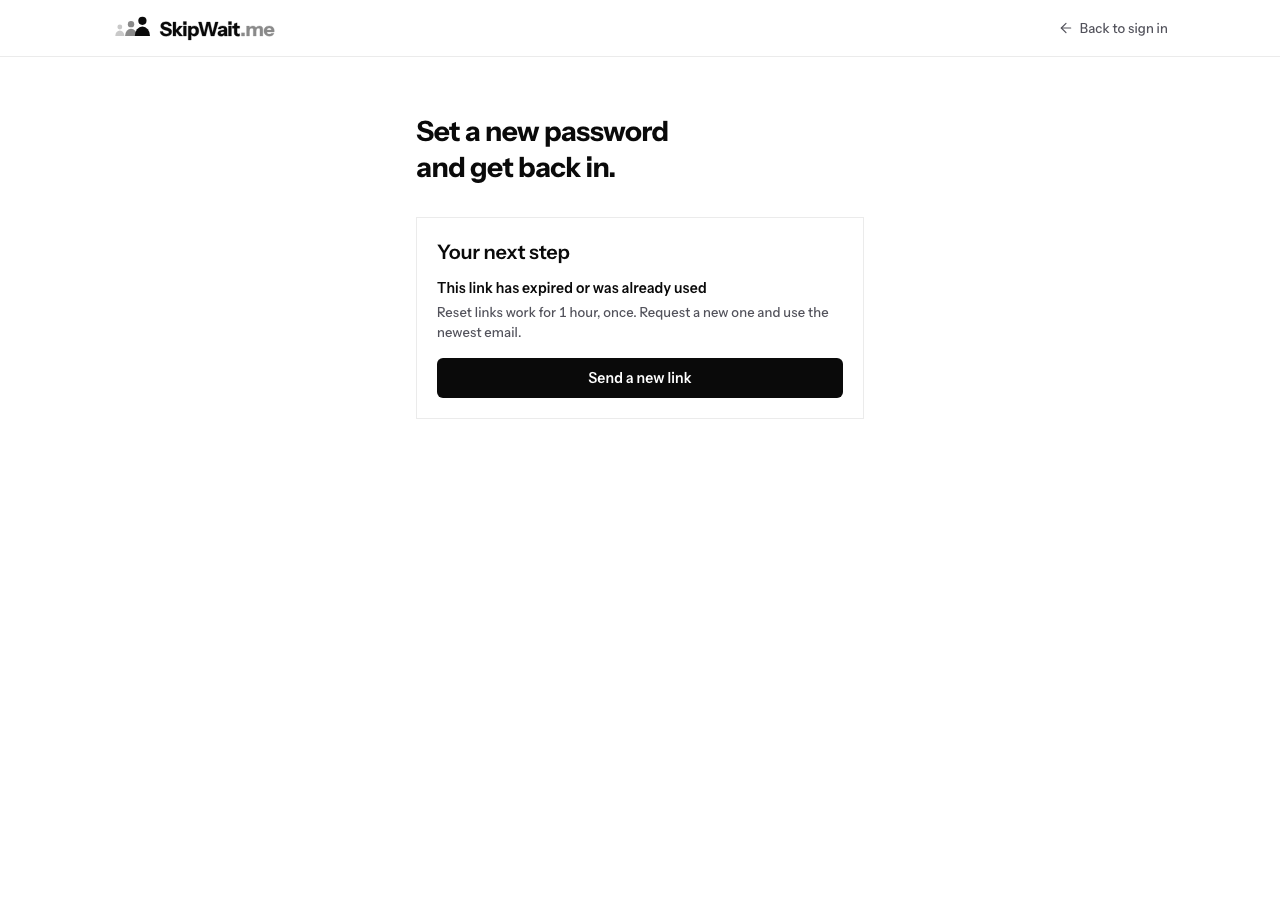 SkipWait.me
Back to sign in
Set a new password
and get back in.
Your next step
This link has expired or was already used
Reset links work for 1 hour, once. Request a new one and use the
newest email.
Send a new link